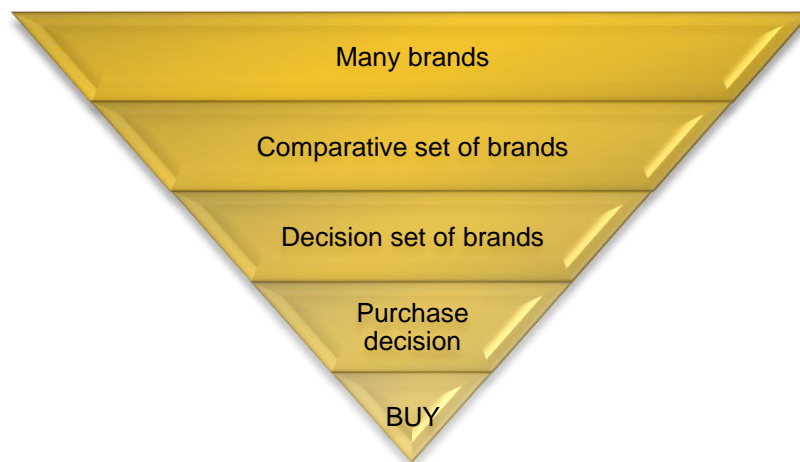 Many brands
Comparative set of brands
Decision set of brands
Purchase
decision
BUY